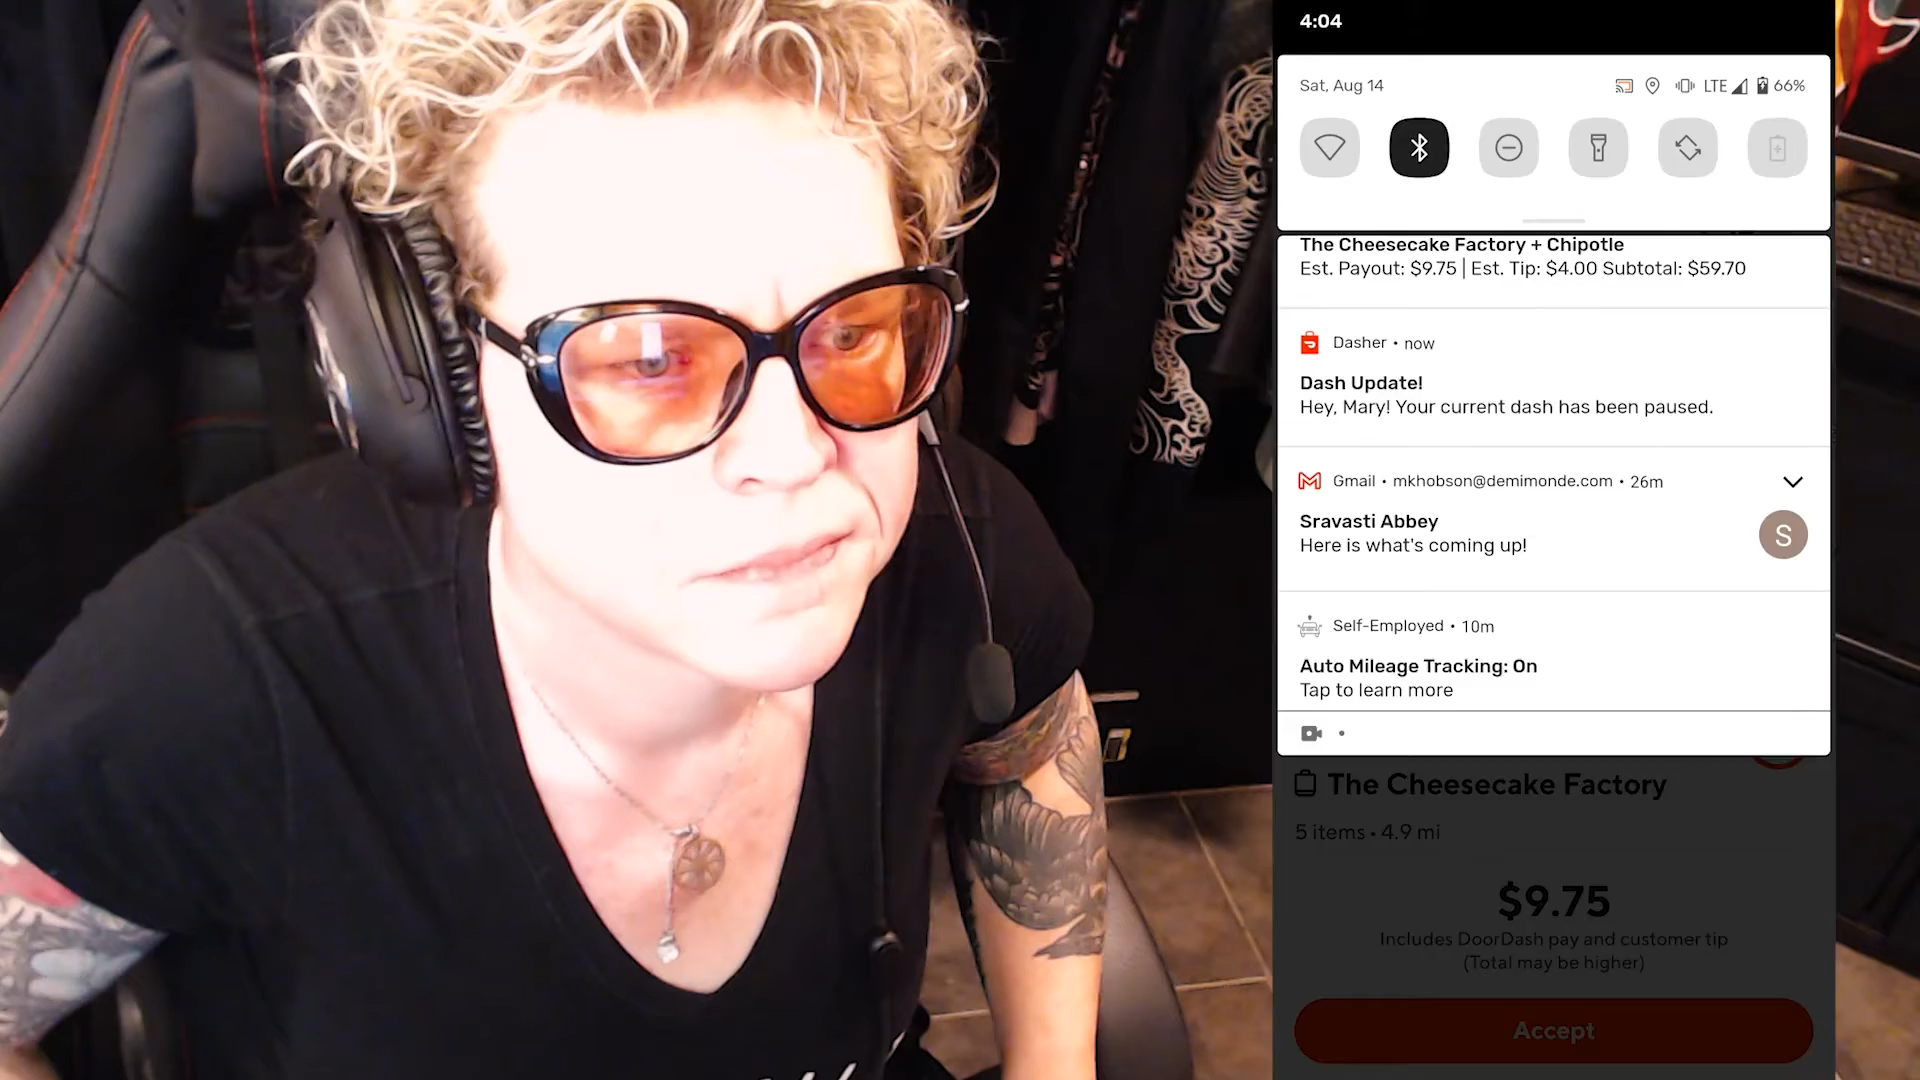 4:04
Sat, Aug 14
LTE 66%
The Cheesecake Factory + Chipotle
Est. Payout: $9.75 | Est. Tip: $4.00 Subtotal: $59.70
Dasher • now
Dash Update!
Hey, Mary! Your current dash has been paused.
Gmail • mkhobson@demimonde.com • 26m
Sravasti Abbey
Here is what's coming up!
S
Self-Employed • 10m
Auto Mileage Tracking: On
Tap to learn more
The Cheesecake Factory
5 items • 4.9 mi
$9.75
Includes DoorDash pay and customer tip
(Total may be higher)
Accept